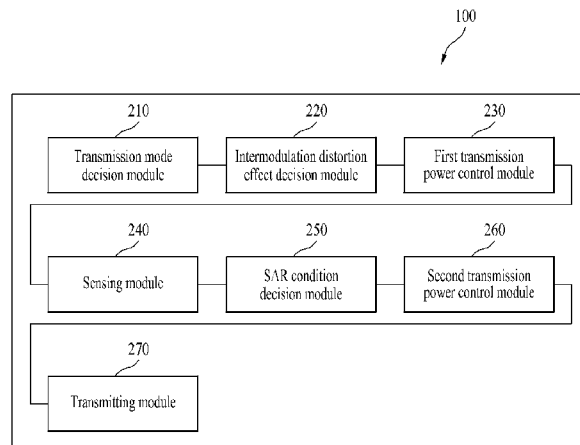 100
210
220
230
Transmission mode
decision module
Intermodulation distortion
effect decision module
First transmission
power control module
240
250
260
Sensing module
SAR condition
decision module
Second transmission
power control module
270
Transmitting module